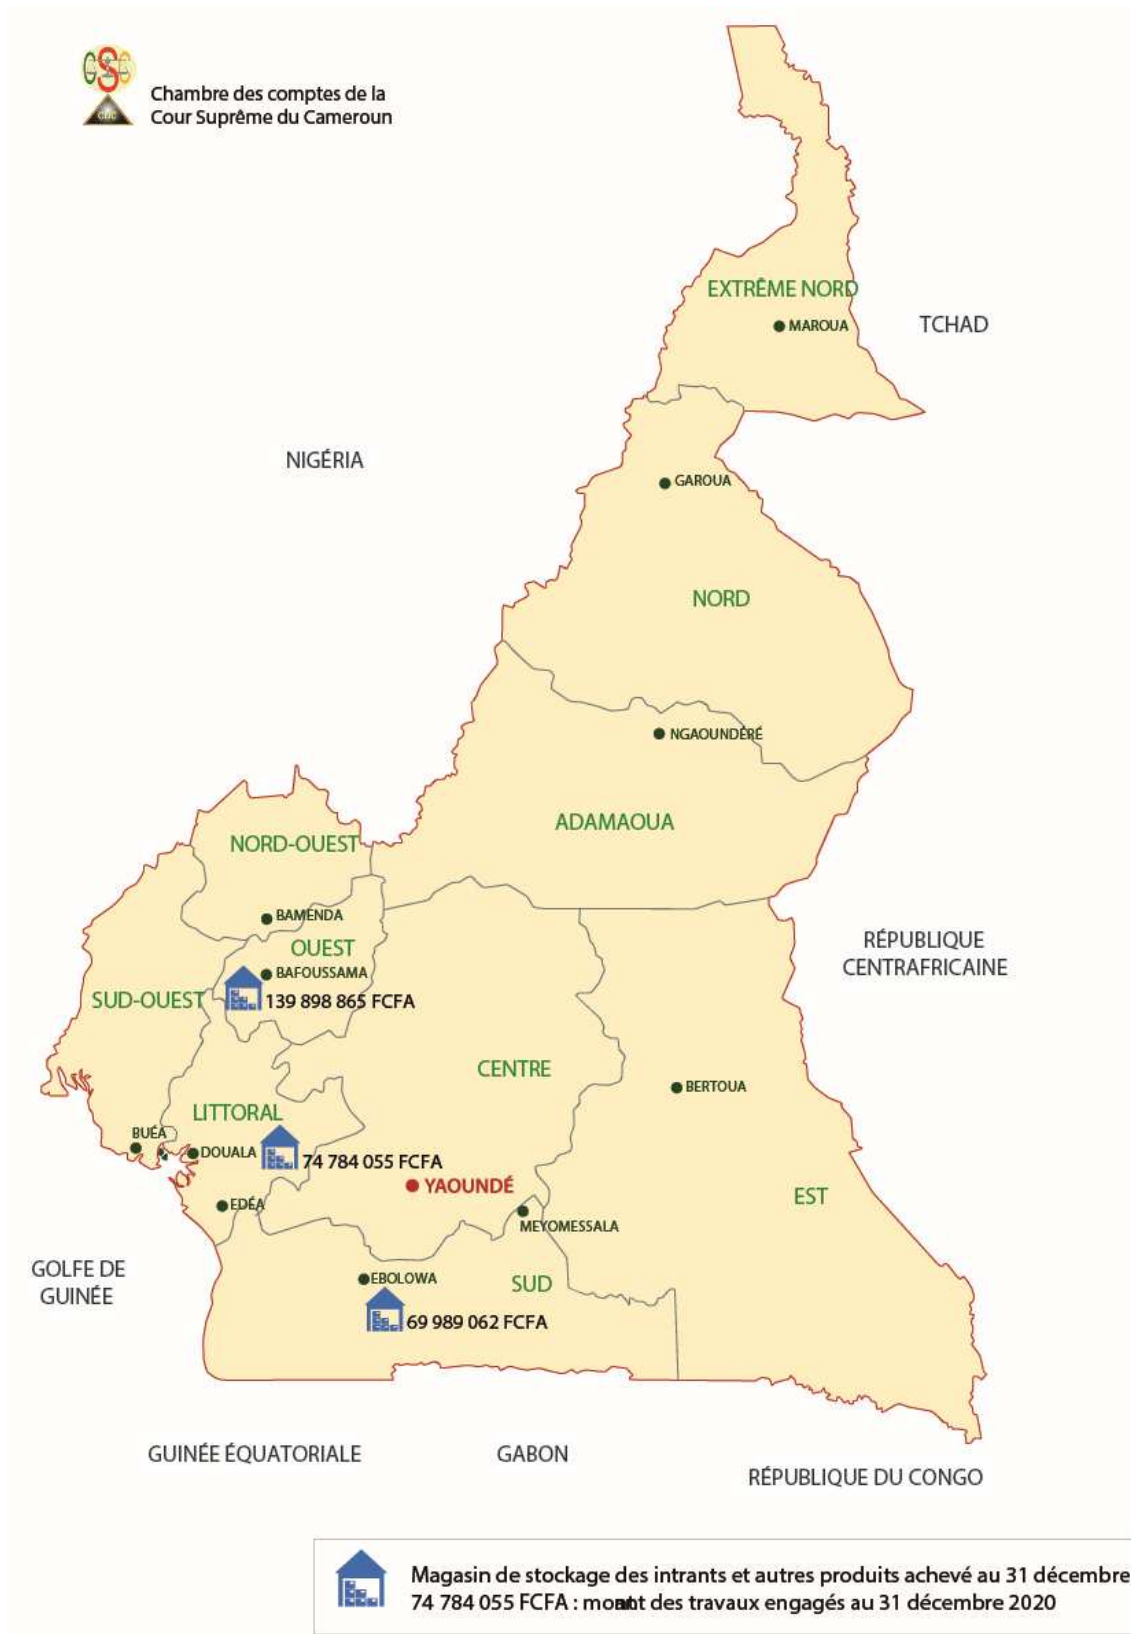 Chambre des comptes de la
Cour Suprême du Cameroun
EXTRÊME NORD
MAROUA
TCHAD
NIGÉRIA
GAROUA
NORD
NGAOUNDÉRÉ
ADAMAOUA
NORD-OUEST
BAMENDA
RÉPUBLIQUE
CENTRAFRICAINE
OUEST
BAFOUSSAMA
SUD-OUEST
139 898 865 FCFA
CENTRE
BERTOUA
LITTORAL
BUÉA
DOUALA
74 784 055 FCFA
YAOUNDÉ
EST
EDÉA
MEYOMESSALA
GOLFE DE
GUINÉE
EBOLOWA
SUD
69 989 062 FCFA
GUINÉE ÉQUATORIALE
GABON
RÉPUBLIQUE DU CONGO
Magasin de stockage des intrants et autres produits achevé au 31 décembre
74 784 055 FCFA : des travaux engagés au 31 décembre 2020